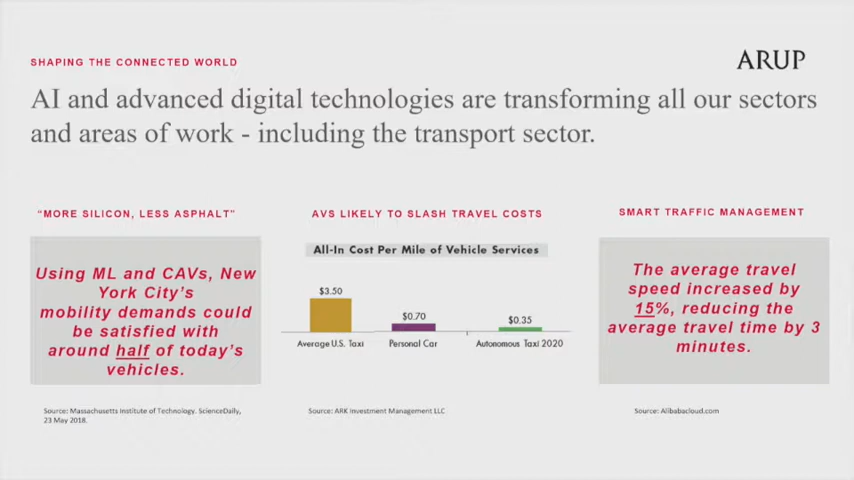 SHAPING THE CONNECTED WORLD
ARUP
AI and advanced digital technologies are transforming all our sectors
and areas of work - including the transport sector.
"MORE SILICON, LESS ASPHALT"
Using ML and CAVs, New
York City's
mobility demands could
be satisfied with
around half of today's
vehicles.
Source: Massachusetts Institute of Technology. ScienceDaily,
23 May 2018.
AVS LIKELY TO SLASH TRAVEL COSTS
All-In Cost Per Mile of Vehicle Services
$3.50
$0.70
$0.35
Average U.S. Taxi
Personal Car
Autonomous Taxi 2020
Source: ARK Investment Management LLC
SMART TRAFFIC MANAGEMENT
The average travel
speed increased by
15%, reducing the
average travel time by 3
minutes.
Source: Alibabacloud.com